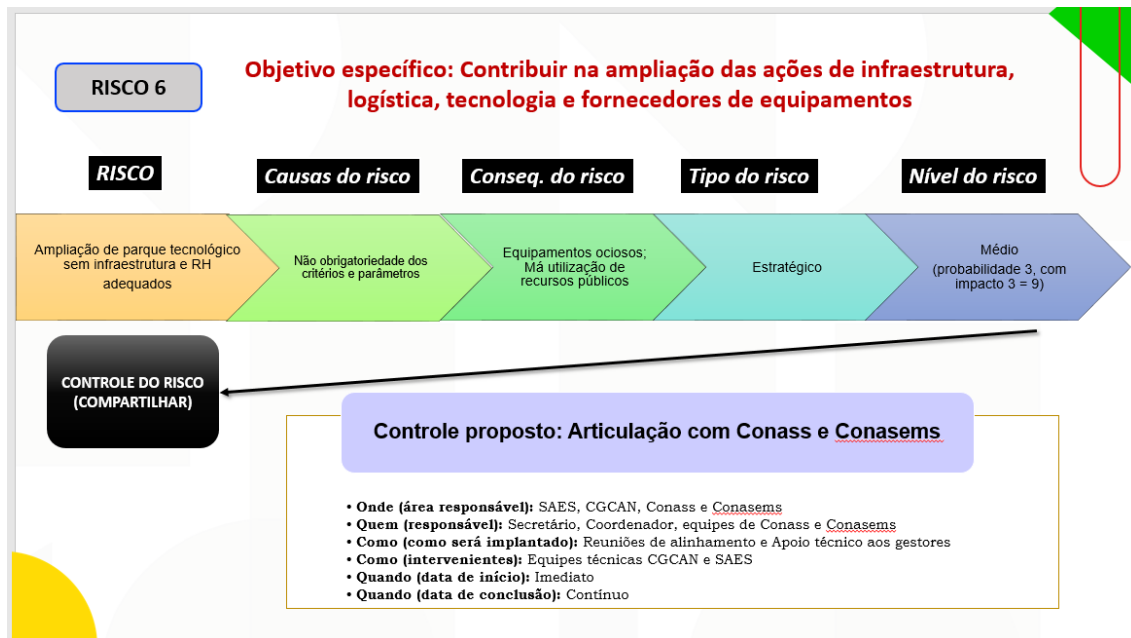 RISCO 6
Objetivo específico: Contribuir na ampliação das ações de infraestrutura,
logística, tecnologia e fornecedores de equipamentos
RISCO
Causas do risco
Conseq. do risco
Tipo do risco
Nível do risco
Ampliação de parque tecnológico
sem infraestrutura e RH
adequados
Não obrigatoriedade dos
critérios e parâmetros
Equipamentos ociosos;
Má utilização de
recursos públicos
Estratégico
Médio
(probabilidade 3, com
impacto 3 = 9)
CONTROLE DO RISCO
(COMPARTILHAR)
Controle proposto: Articulação com Conass e Conasems
• Onde (área responsável): SAES, CGCAN, Conass e Conasems
• Quem (responsável): Secretário, Coordenador, equipes de Conass e Conasems
• Como (como será implantado): Reuniões de alinhamento e Apoio técnico aos gestores
• Como (intervenientes): Equipes técnicas CGCAN e SAES
• Quando (data de início): Imediato
• Quando (data de conclusão): Contínuo